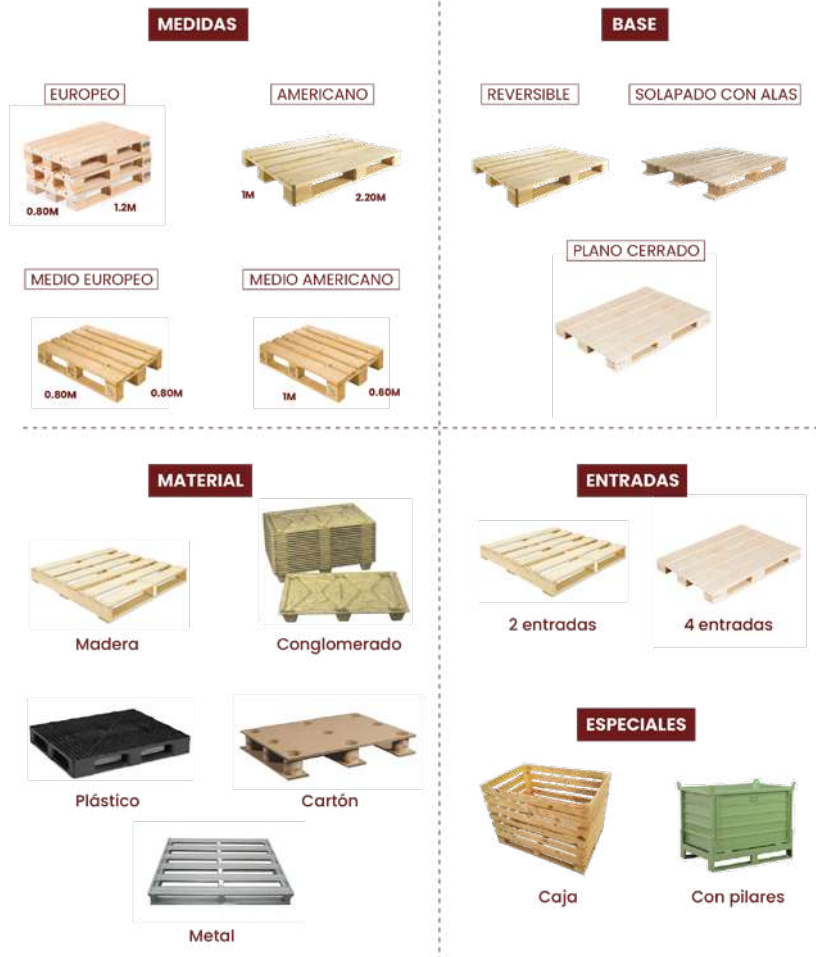 MEDIDAS
EUROPEO
AMERICANO
0.80M
1.2M
1M
2.20M
MEDIO EUROPEO
MEDIO AMERICANO
0.80M
0.80M
1M
0.60M
BASE
REVERSIBLE
SOLAPADO CON ALAS
PLANO CERRADO
MATERIAL
Madera
Conglomerado
Plástico
Cartón
Metal
ENTRADAS
2 entradas
4 entradas
ESPECIALES
Caja
Con pilares